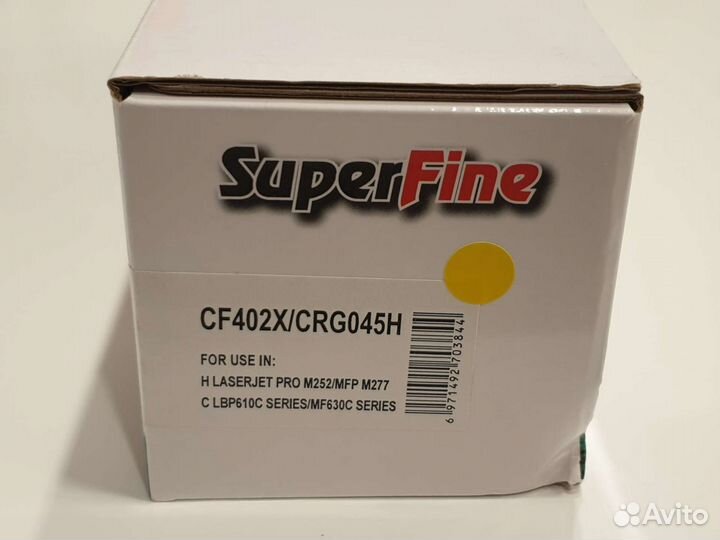 SuperFine
CF402X/CRG045H
FOR USE IN:
H LASERJET PRO M252/MFP M277
C LBP610C SERIES/MF630C SERIES
6971492703844
Avito